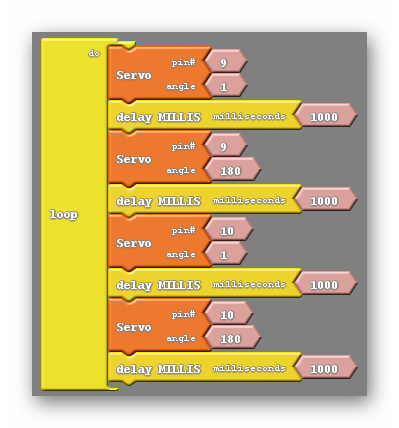 do
Servo pin# 9
angle 1
delay MILLIS milliseconds 1000
Servo pin# 9
angle 180
delay MILLIS milliseconds 1000
loop
Servo pin# 10
angle 1
delay MILLIS milliseconds 1000
Servo pin# 10
angle 180
delay MILLIS milliseconds 1000